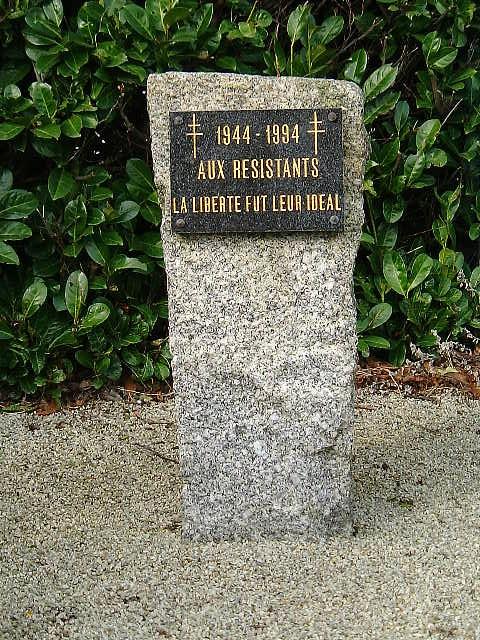 ‡ 1944 - 1994 ‡
AUX RESISTANTS
LA LIBERTE FUT LEUR IDEAL